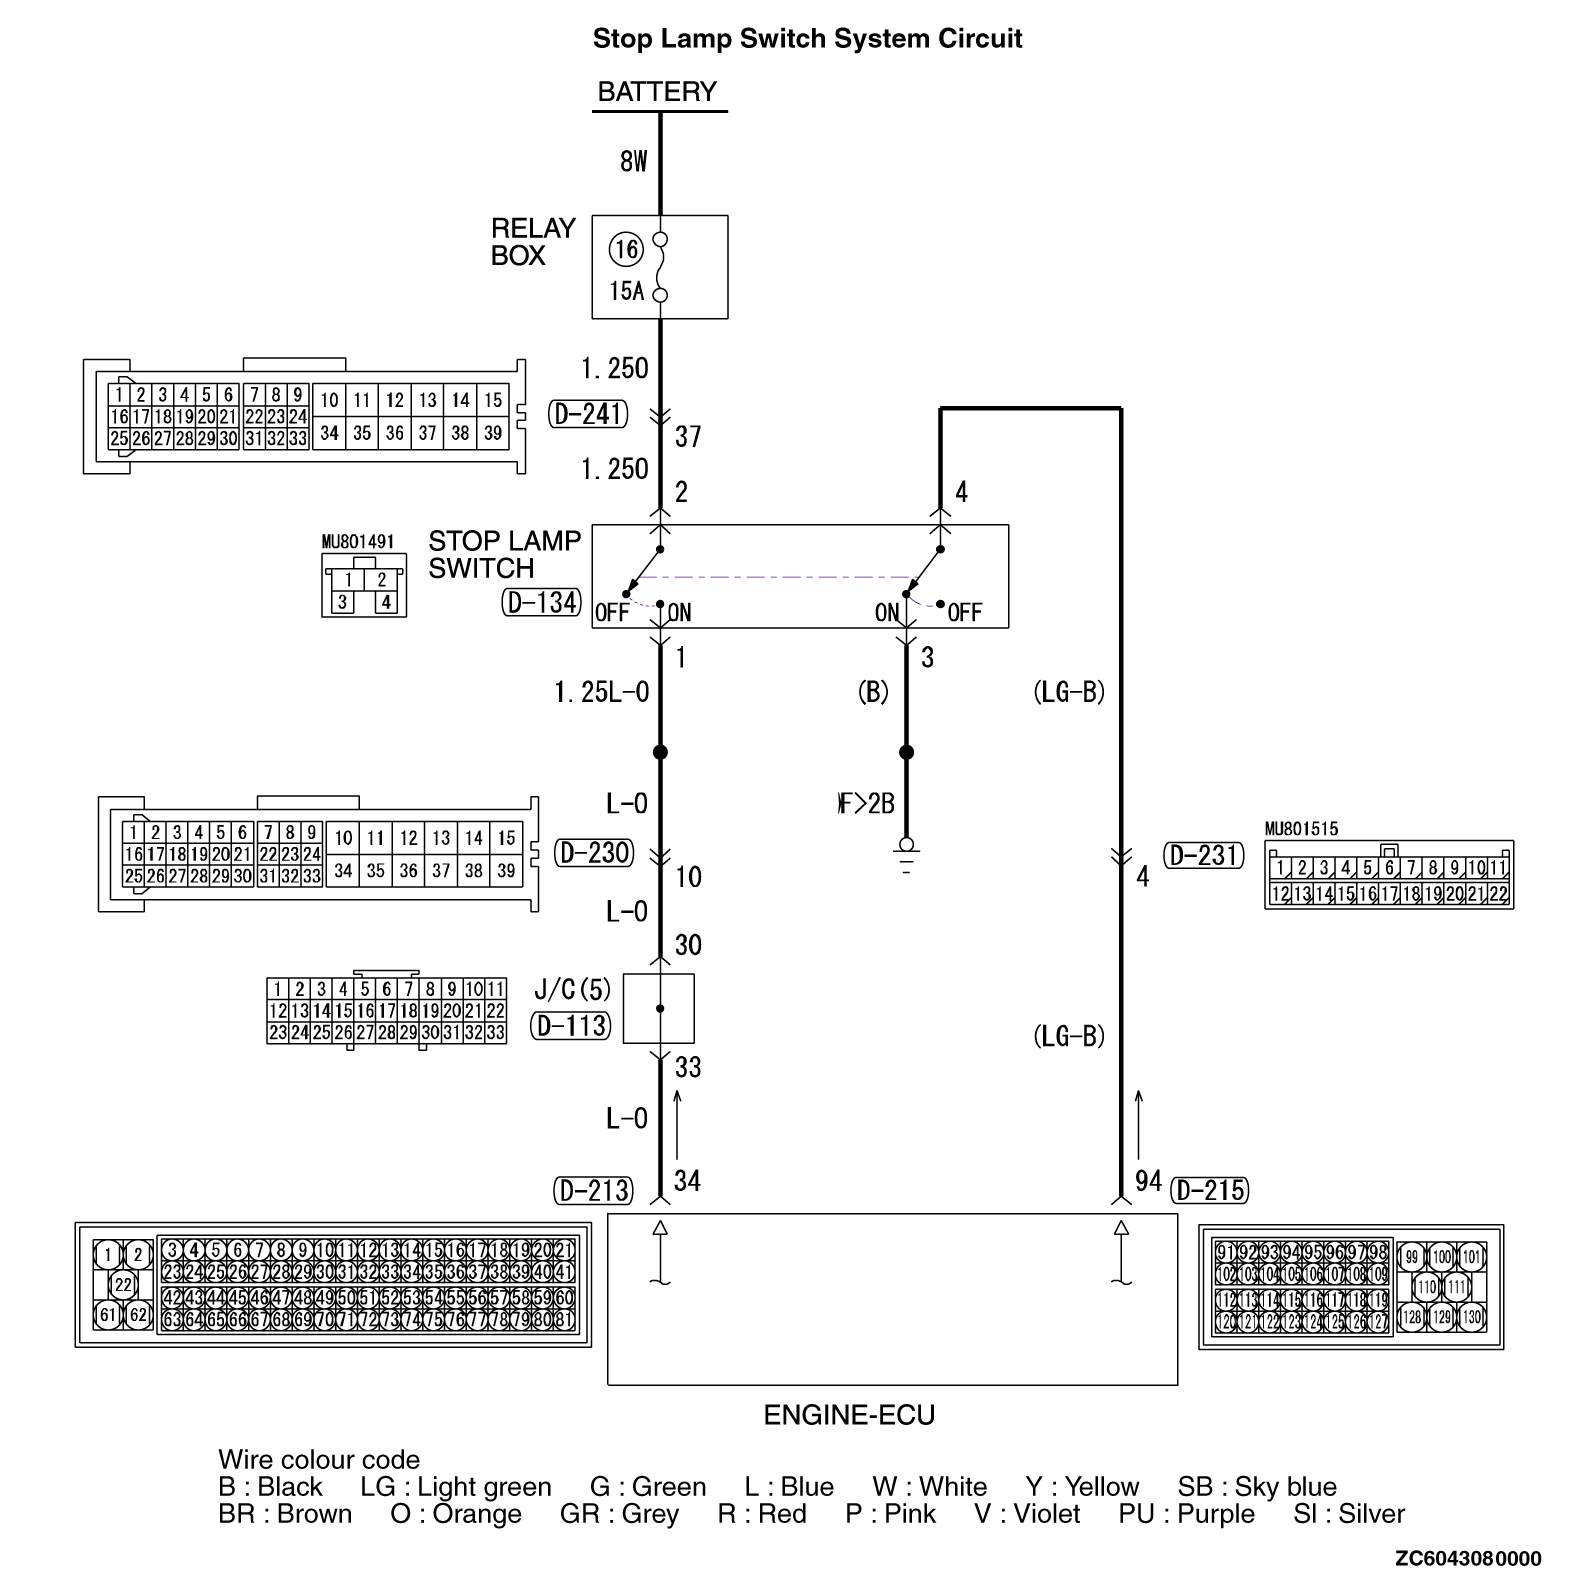 Stop Lamp Switch System Circuit
BATTERY
8W
RELAY
BOX
16
15A
1.25O
D-241
37
1.25O
1 2 3 4 5 6 7 8 9 10 11 12 13 14 15
16 17 18 19 20 21 22 23 24
25 26 27 28 29 30 31 32 33 34 35 36 37 38 39
2
4
MU801491
1 2
3 4
STOP LAMP
SWITCH
D-134
OFF
ON
ON
OFF
1
3
1.25L-O
(B)
(LG-B)
L-O
F>2B
D-230
10
1 2 3 4 5 6 7 8 9 10 11 12 13 14 15
16 17 18 19 20 21 22 23 24
25 26 27 28 29 30 31 32 33 34 35 36 37 38 39
D-231
4
MU801515
1 2 3 4 5 6 7 8 9 10 11
12 13 14 15 16 17 18 19 20 21 22
L-O
30
J/C(5)
D-113
1 2 3 4 5 6 7 8 9 10 11
12 13 14 15 16 17 18 19 20 21 22
23 24 25 26 27 28 29 30 31 32 33
(LG-B)
33
L-O
D-213
34
94
D-215
1 2 3 4 5 6 7 8 9 10 11 12 13 14 15 16 17 18 19 20 21
22 23 24 25 26 27 28 29 30 31 32 33 34 35 36 37 38 39 40 41
42 43 44 45 46 47 48 49 50 51 52 53 54 55 56 57 58 59 60
61 62 63 64 65 66 67 68 69 70 71 72 73 74 75 76 77 78 79 80 81
91 92 93 94 95 96 97 98 99 100 101
102 103 104 105 106 107 108 109 110 111
112 113 114 115 116 117 118 119
120 121 122 123 124 125 126 127 128 129 130
ENGINE-ECU
Wire colour code
B : Black LG : Light green G : Green L : Blue W : White Y : Yellow SB : Sky blue
BR : Brown O : Orange GR : Grey R : Red P : Pink V : Violet PU : Purple SI : Silver
ZC6043080000